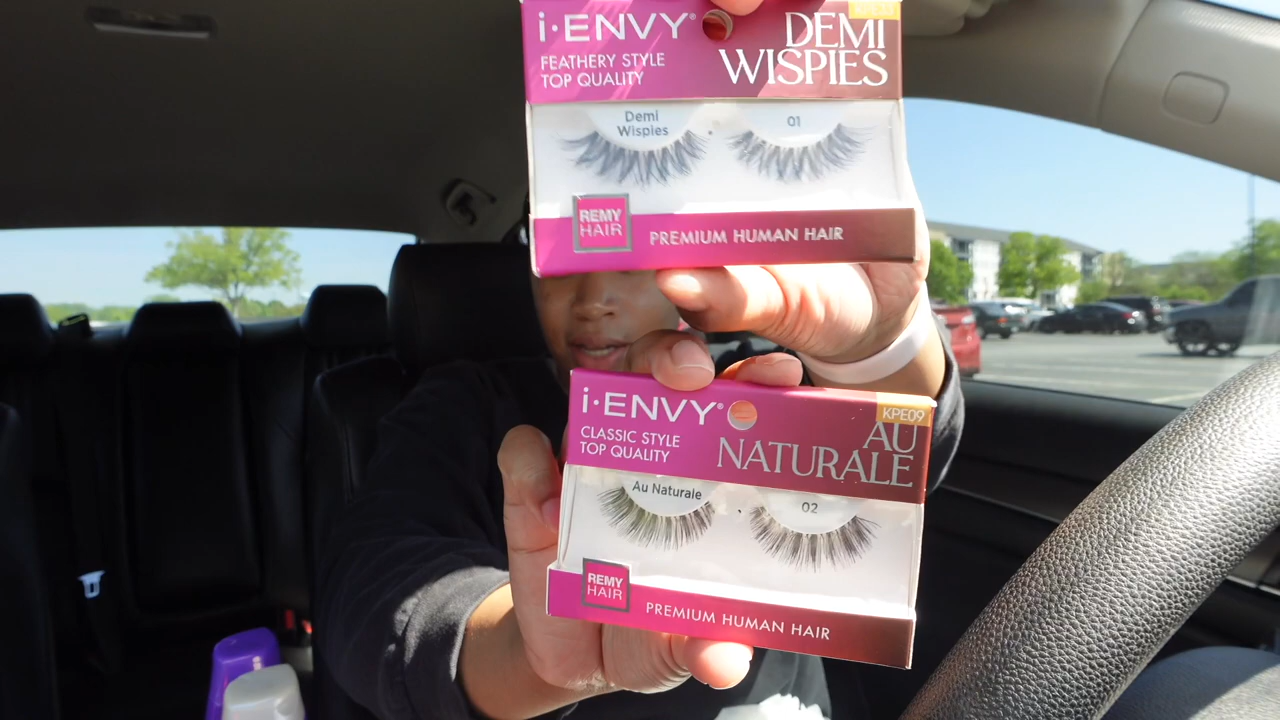 i·ENVY®
FEATHERY STYLE
TOP QUALITY
DEMI
WISPIES
Demi
Wispies
01
REMY
HAIR
PREMIUM HUMAN HAIR
i·ENVY®
CLASSIC STYLE
TOP QUALITY
KPE09
AU
NATURALE
Au Naturale
02
REMY
HAIR
PREMIUM HUMAN HAIR